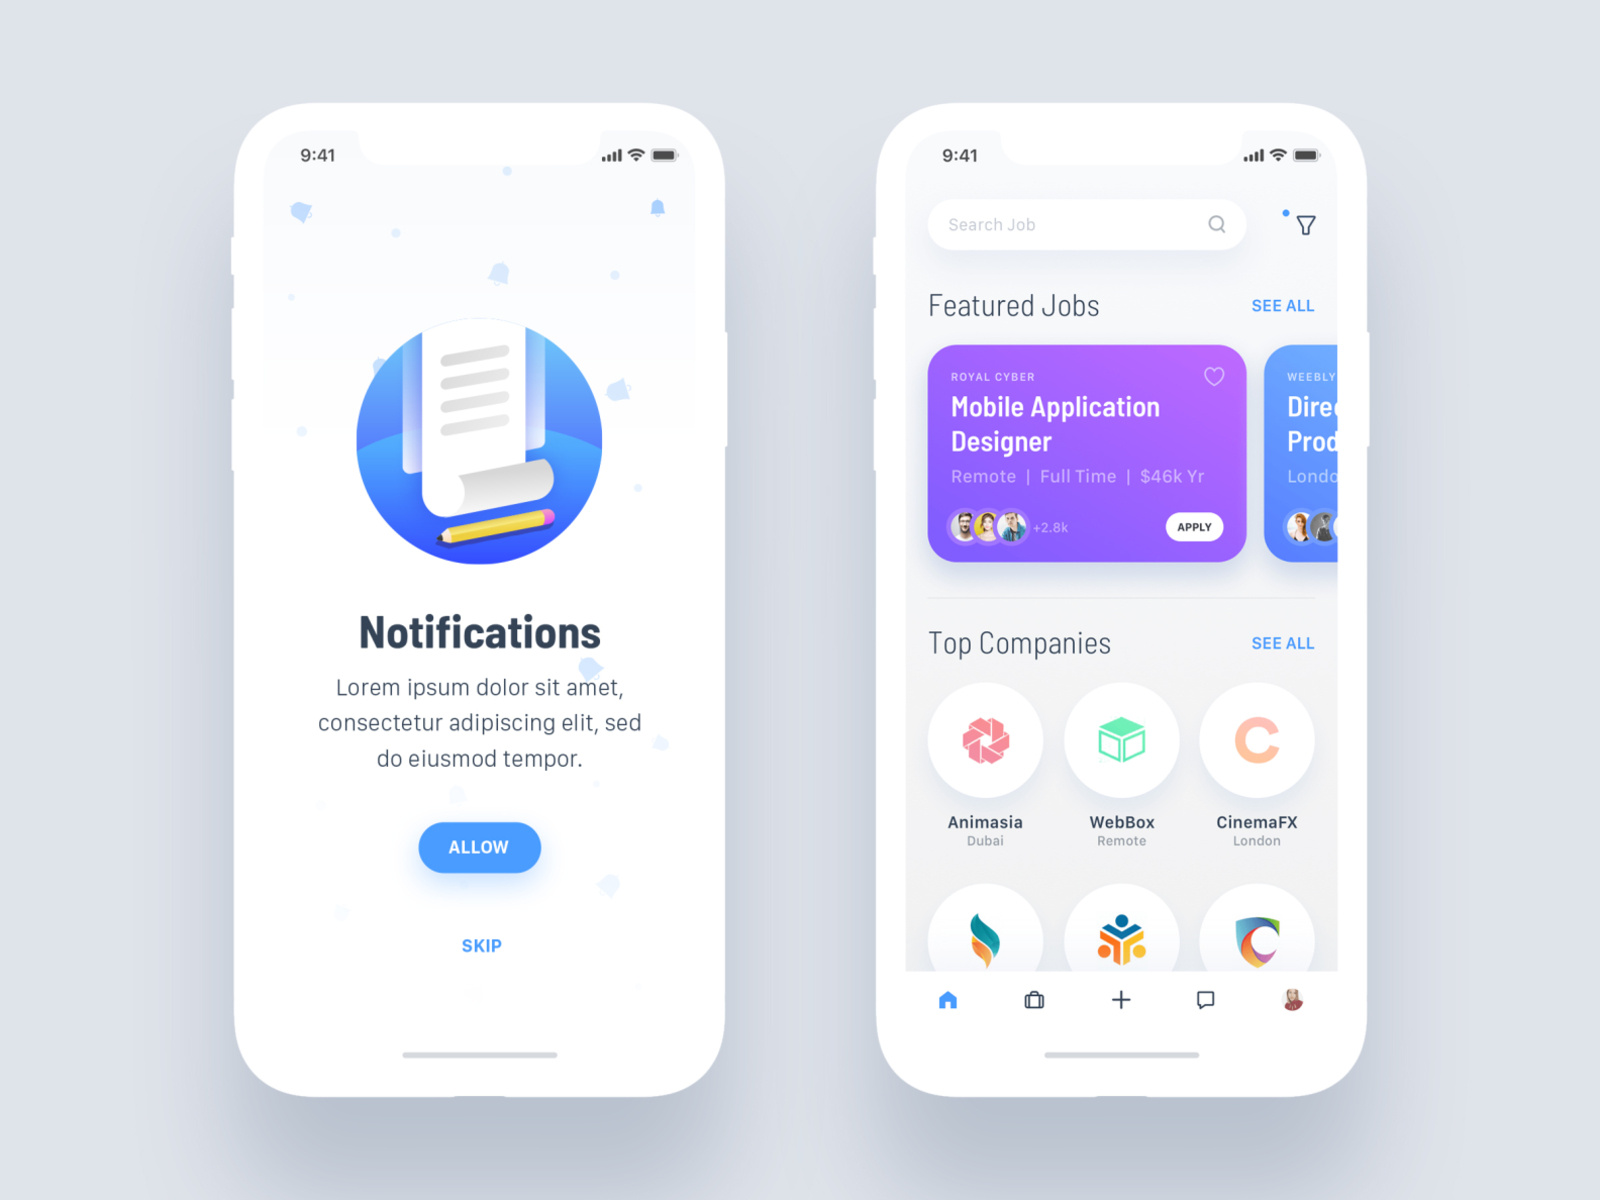 9:41
Notifications
Lorem ipsum dolor sit amet,
consectetur adipiscing elit, sed
do eiusmod tempor.
ALLOW
SKIP
9:41
Search Job
Featured Jobs
SEE ALL
ROYAL CYBER
Mobile Application
Designer
Remote | Full Time | $46k Yr
+2.8k
APPLY
WEEBLY
Direc
Prod
Londo
Top Companies
SEE ALL
Animasia
Dubai
WebBox
Remote
CinemaFX
London